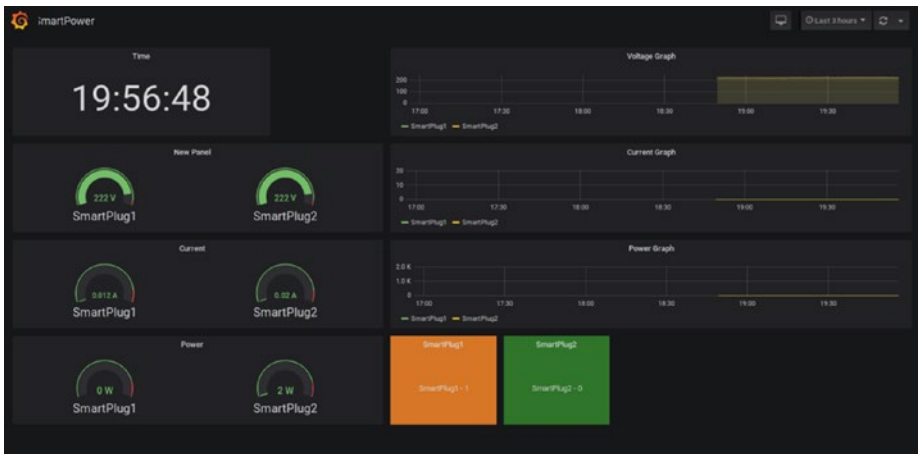 SmartPower
Last 3 hours
Time
19:56:48
Voltage Graph
200
100
0
17:00 17:30 18:00 18:30 19:00 19:30
SmartPlug1 SmartPlug2
New Panel
222 V 222 V
SmartPlug1 SmartPlug2
Current Graph
20
10
0
17:00 17:30 18:00 18:30 19:00 19:30
SmartPlug1 SmartPlug2
Current
0.012 A 0.02 A
SmartPlug1 SmartPlug2
Power Graph
2.0 K
1.0 K
0
17:00 17:30 18:00 18:30 19:00 19:30
SmartPlug1 SmartPlug2
Power
0 W 2 W
SmartPlug1 SmartPlug2
SmartPlug1 SmartPlug2
SmartPlug1 - 1 SmartPlug2 - 0